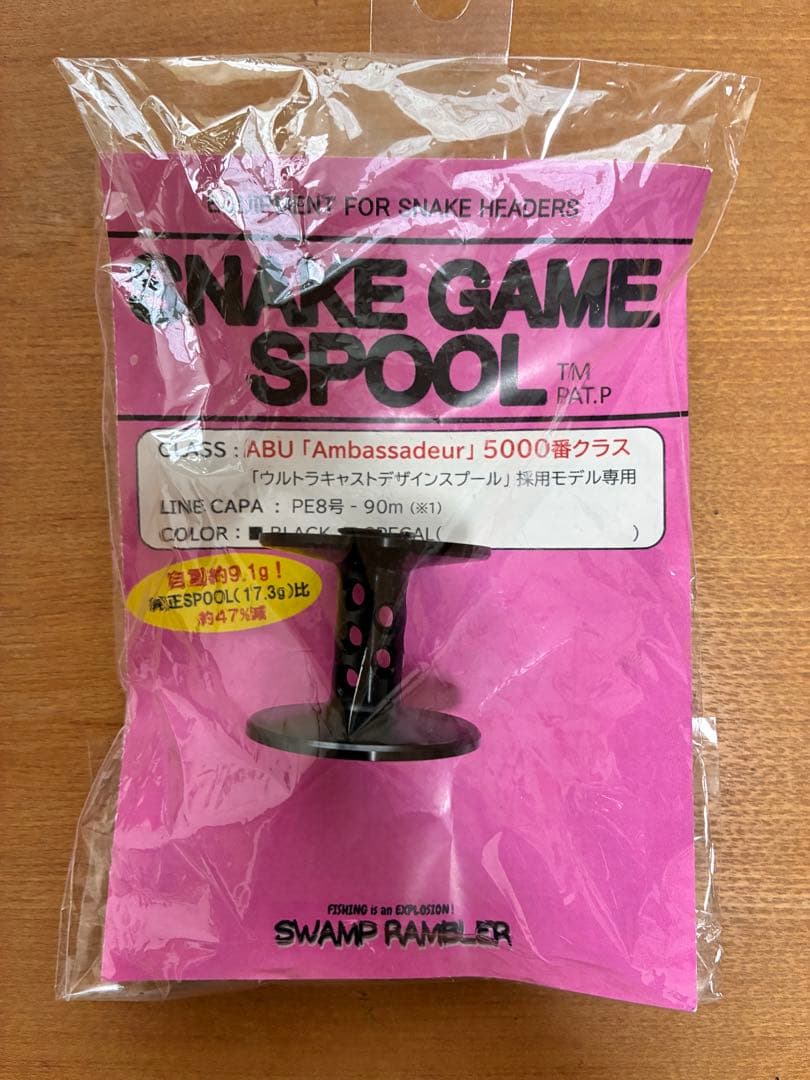 EQUIPMENT FOR SNAKE HEADERS
SNAKE GAME
SPOOL TM
PAT.P
CLASS : ABU「Ambassadeur」5000番クラス
「ウルトラキャストデザインスプール」採用モデル専用
LINE CAPA : PE8号 - 90m (※1)
COLOR : ■ BLACK SPECAL( )
自重約9.1g!
純正SPOOL(17.3g)比
約47%減
FISHING is an EXPLOSION!
SWAMP RAMBLER